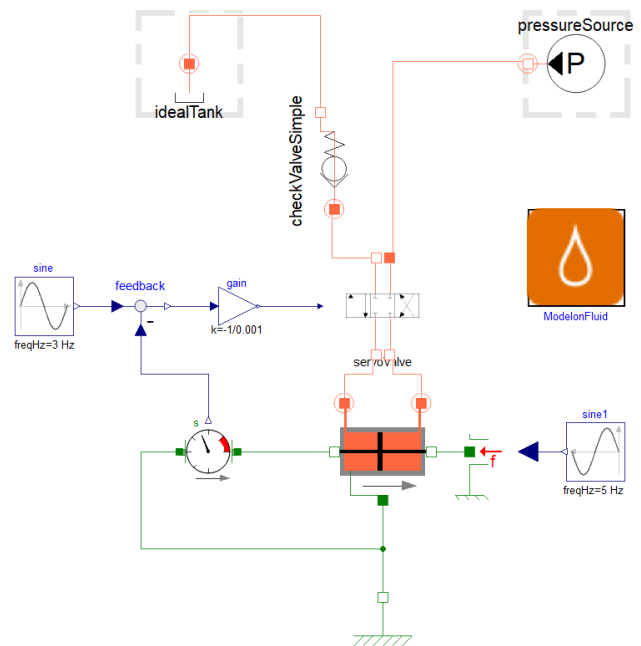 pressureSource
P
idealTank
checkValveSimple
ModelonFluid
sine
feedback
gain
-
k=-1/0.001
freqHz=3 Hz
servoValve
s
sine1
f
freqHz=5 Hz